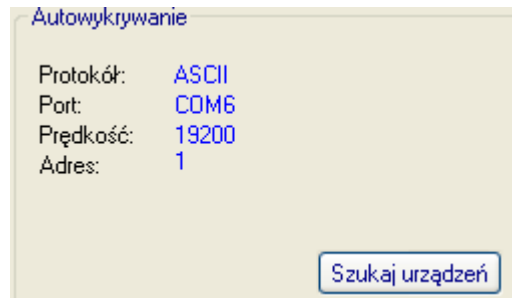 Autowykrywanie
Protokół: ASCII
Port: COM6
Prędkość: 19200
Adres: 1
Szukaj urządzeń